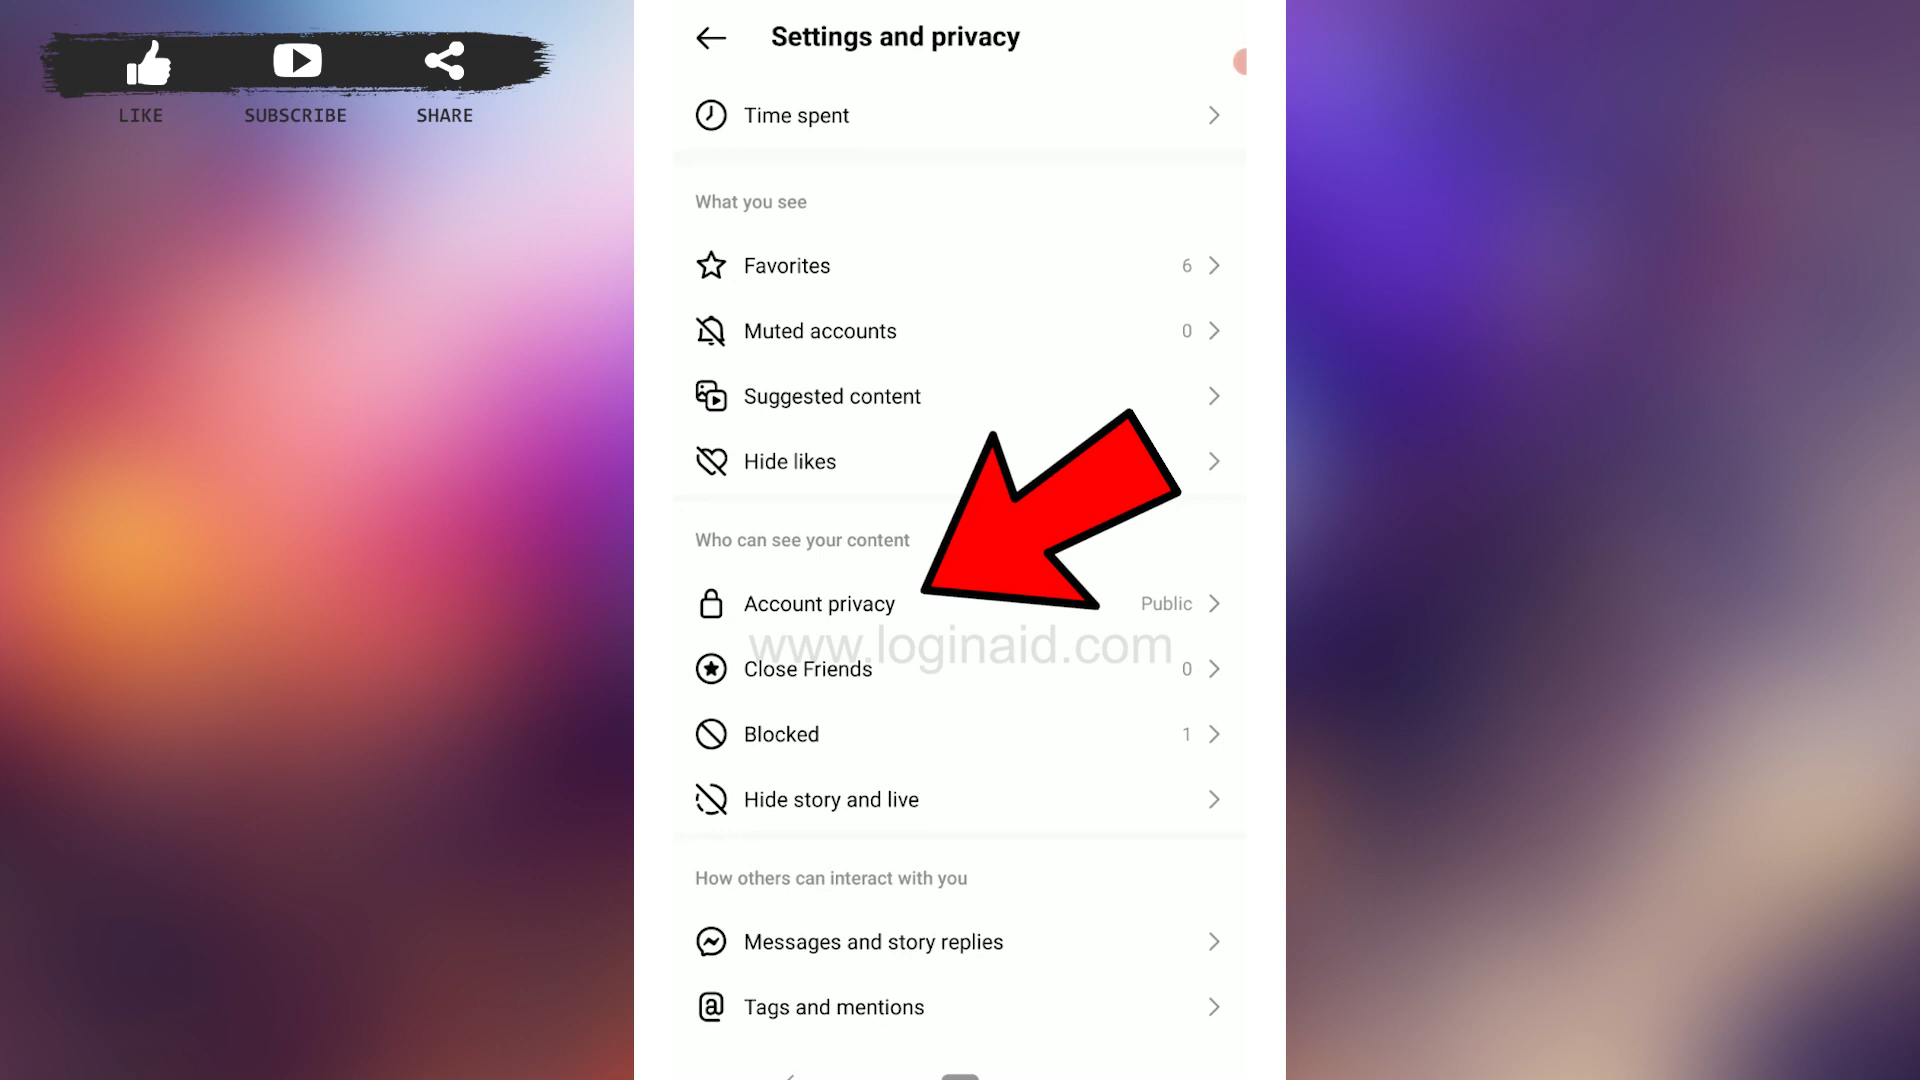 LIKE SUBSCRIBE SHARE
Settings and privacy
Time spent
What you see
Favorites 6
Muted accounts 0
Suggested content
Hide likes
Who can see your content
Account privacy Public
www.loginaid.com
Close Friends 0
Blocked 1
Hide story and live
How others can interact with you
Messages and story replies
Tags and mentions